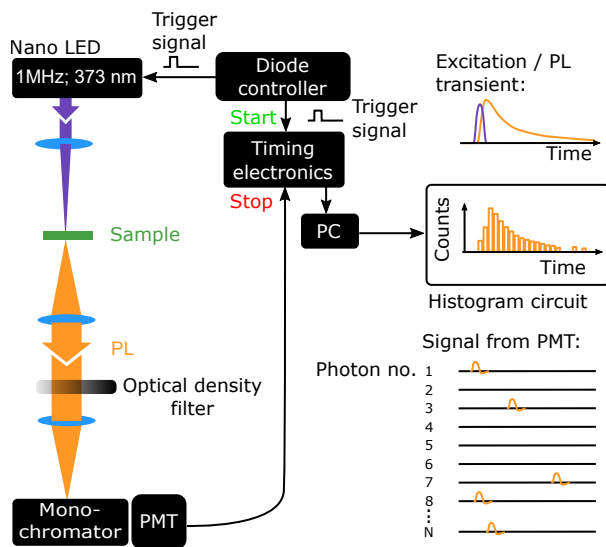 Trigger
signal
Nano LED
1MHz; 373 nm
Diode
controller
Start
Trigger
signal
Timing
electronics
Stop
PC
Sample
PL
Optical density
filter
Mono-
chromator
PMT
Excitation / PL
transient:
Time
Counts
Time
Histogram circuit
Signal from PMT:
Photon no.
1
2
3
4
5
6
7
8
N